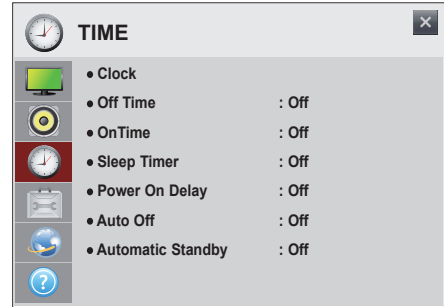 TIME
• Clock
• Off Time : Off
• OnTime : Off
• Sleep Timer : Off
• Power On Delay : Off
• Auto Off : Off
• Automatic Standby : Off
?